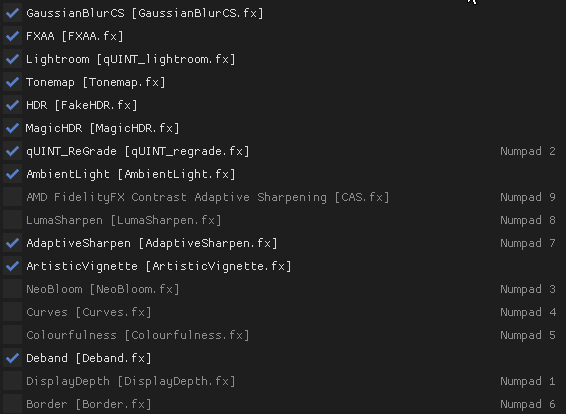 GaussianBlurCS [GaussianBlurCS.fx]
FXAA [FXAA.fx]
Lightroom [qUINT_lightroom.fx]
Tonemap [Tonemap.fx]
HDR [FakeHDR.fx]
MagicHDR [MagicHDR.fx]
qUINT_ReGrade [qUINT_regrade.fx] Numpad 2
AmbientLight [AmbientLight.fx]
AMD FidelityFX Contrast Adaptive Sharpening [CAS.fx] Numpad 9
LumaSharpen [LumaSharpen.fx] Numpad 8
AdaptiveSharpen [AdaptiveSharpen.fx] Numpad 7
ArtisticVignette [ArtisticVignette.fx]
NeoBloom [NeoBloom.fx] Numpad 3
Curves [Curves.fx] Numpad 4
Colourfulness [Colourfulness.fx] Numpad 5
Deband [Deband.fx]
DisplayDepth [DisplayDepth.fx] Numpad 1
Border [Border.fx] Numpad 6